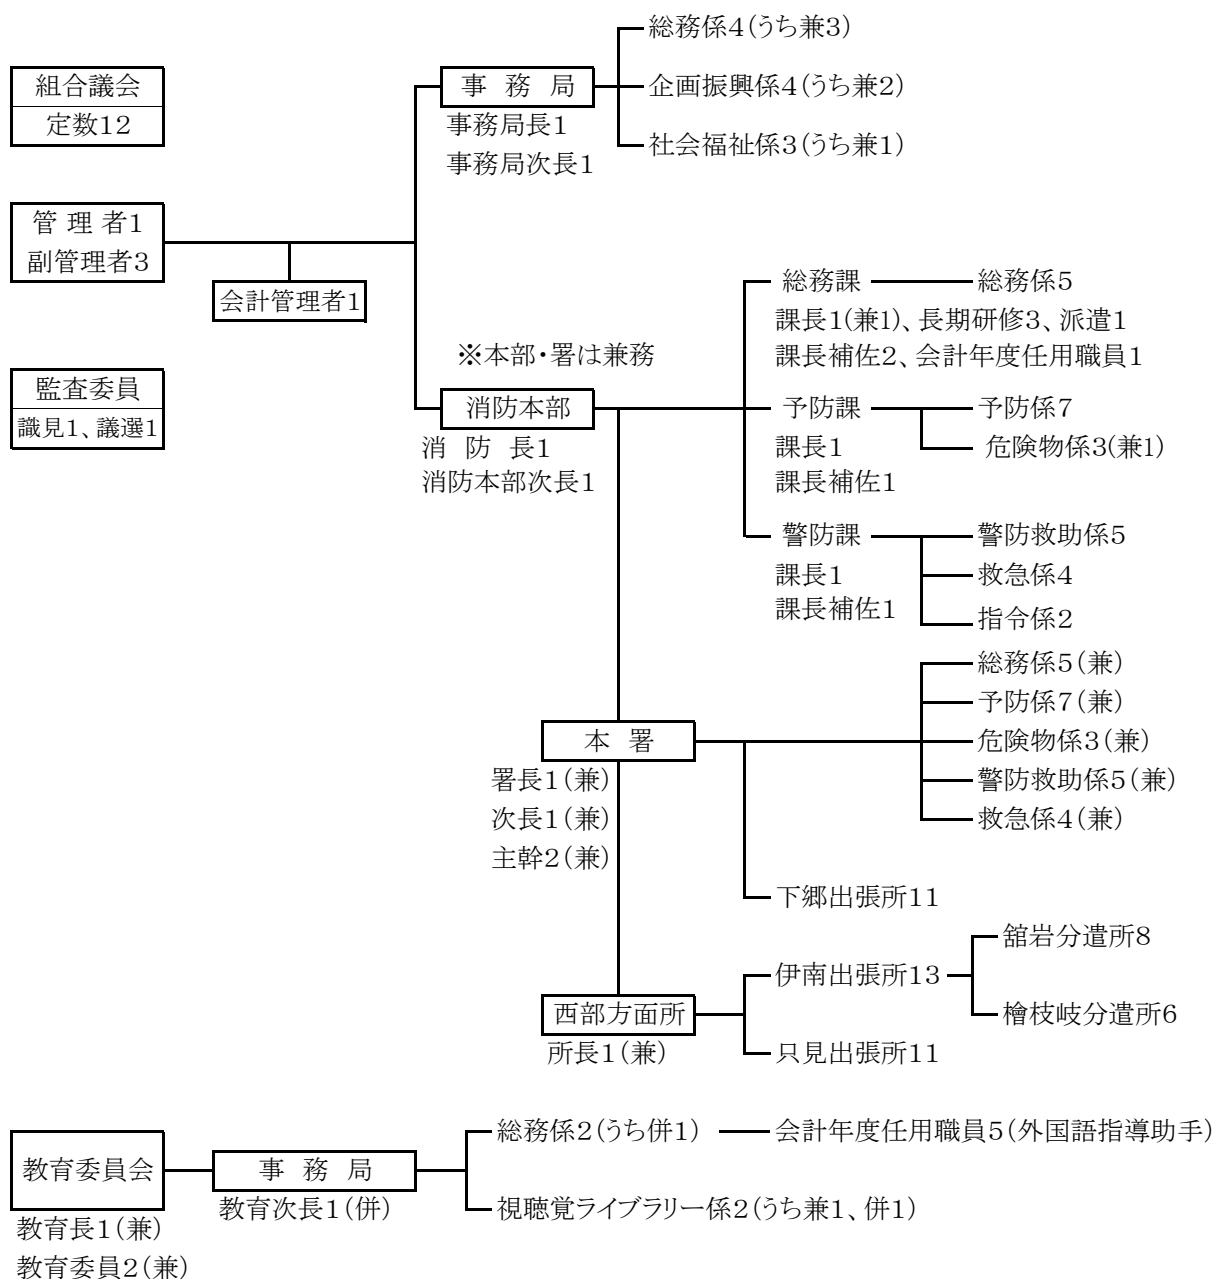 組合議会
定数12
管 理 者1
副管理者3
会計管理者1
監査委員
識見1、議選1
事 務 局
事務局長1
事務局次長1
総務係4(うち兼3)
企画振興係4(うち兼2)
社会福祉係3(うち兼1)
※本部・署は兼務
消防本部
消 防 長1
消防本部次長1
総務課
総務係5
課長1(兼1)、長期研修3、派遣1
課長補佐2、会計年度任用職員1
予防課
予防係7
課長1
危険物係3(兼1)
課長補佐1
警防課
警防救助係5
課長1
救急係4
課長補佐1
指令係2
本 署
署長1(兼)
次長1(兼)
主幹2(兼)
総務係5(兼)
予防係7(兼)
危険物係3(兼)
警防救助係5(兼)
救急係4(兼)
下郷出張所11
西部方面所
所長1(兼)
伊南出張所13
舘岩分遣所8
檜枝岐分遣所6
只見出張所11
教育委員会
教育長1(兼)
教育委員2(兼)
事 務 局
教育次長1(併)
総務係2(うち併1)
会計年度任用職員5(外国語指導助手)
視聴覚ライブラリー係2(うち兼1、併1)